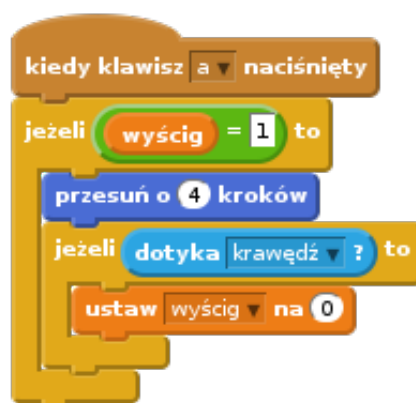 kiedy klawisz a naciśnięty
jeżeli wyścig = 1 to
przesuń o 4 kroków
jeżeli dotyka krawędź ? to
ustaw wyścig na 0